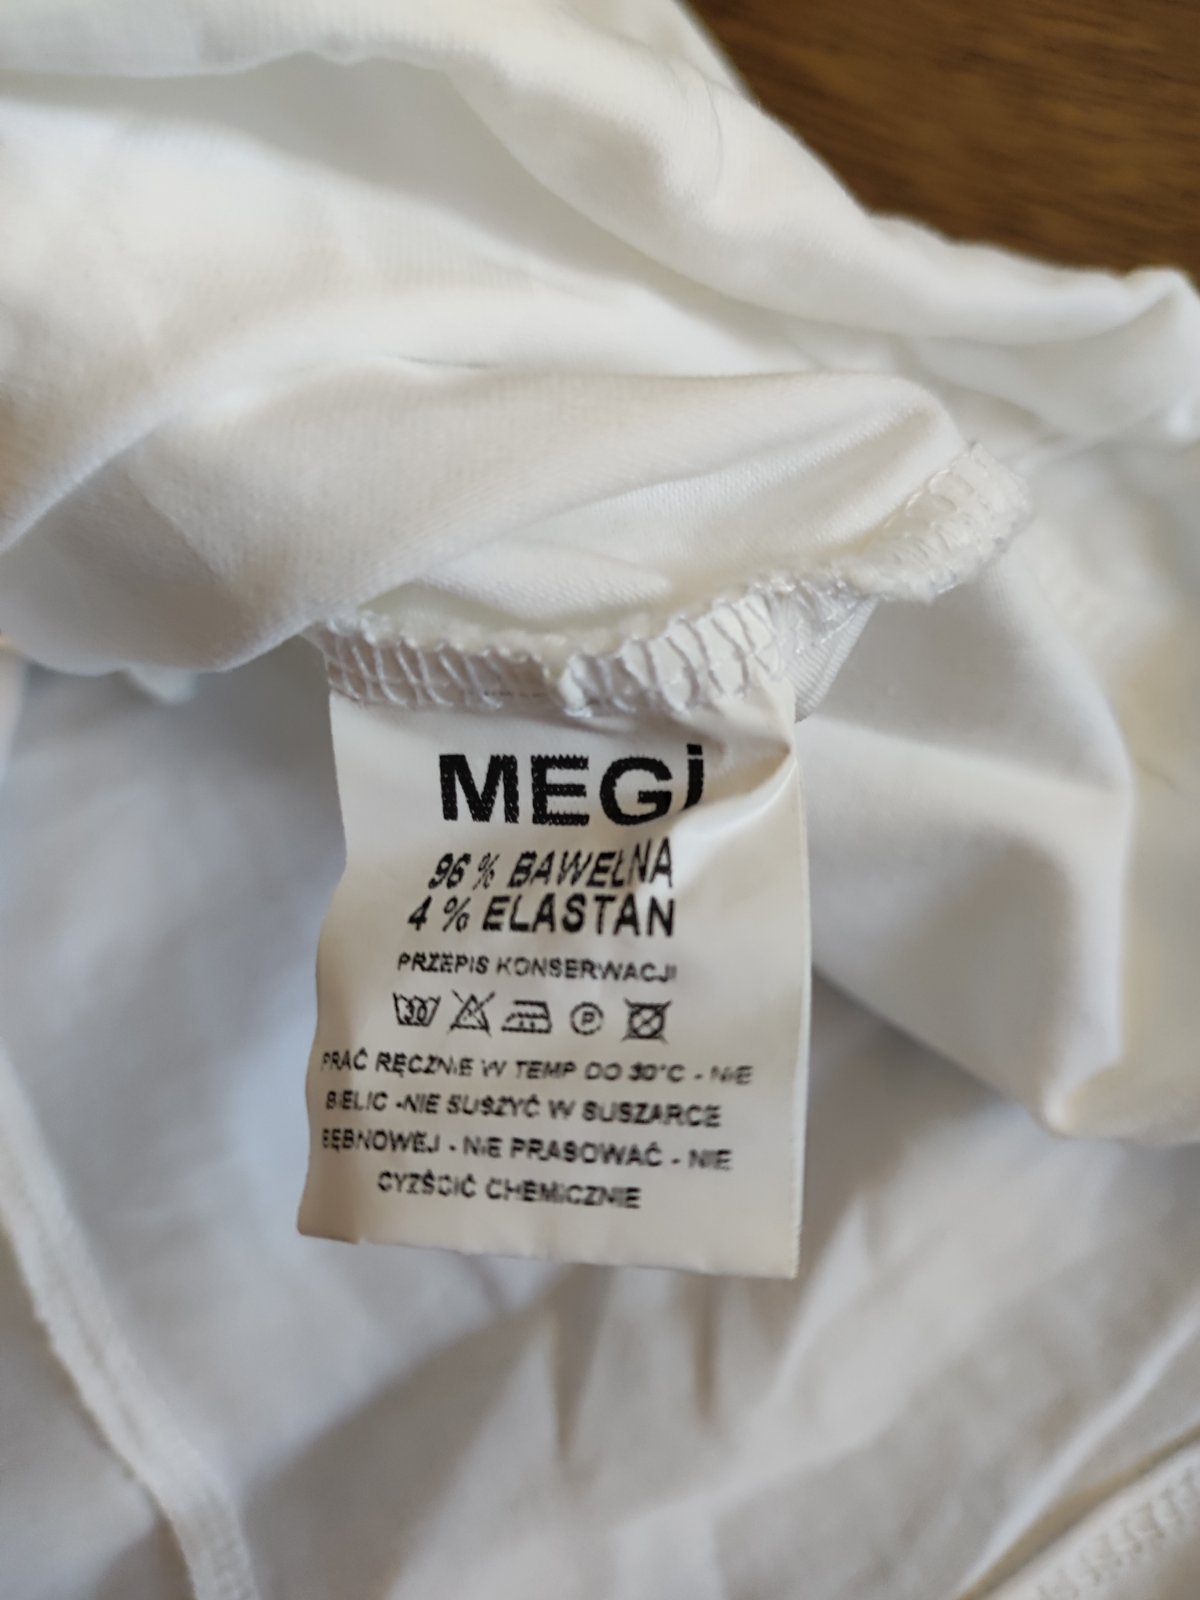 MEGi
96 % BAWEŁNA
4 % ELASTAN
PRZEPIS KONSERWACJI
30 P
PRAĆ RĘCZNIE W TEMP DO 30°C - NIE
BIELIC -NIE SUSZYĆ W SUSZARCE
BĘBNOWEJ - NIE PRASOWAĆ - NIE
CYZŚCIĆ CHEMICZNIE